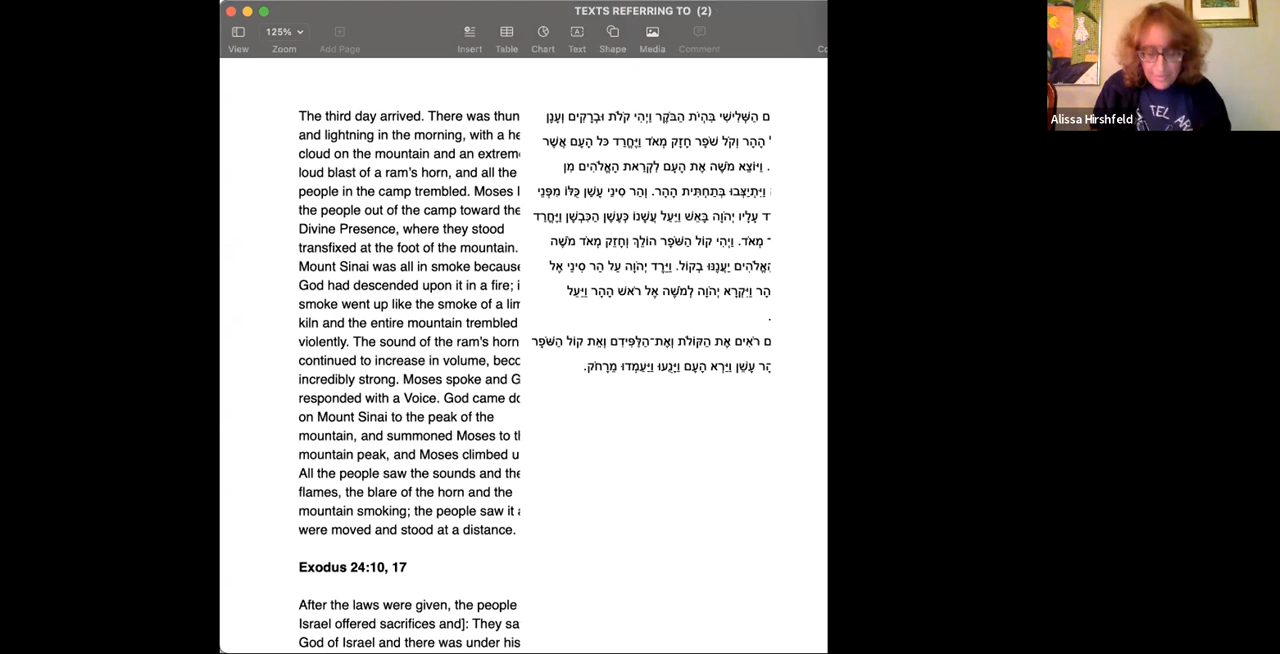 TEXTS REFERRING TO (2)
125%
View
Zoom
Add Page
Insert
Table
Chart
Text
Shape
Media
Comment
Co
The third day arrived. There was thun
and lightning in the morning, with a he
cloud on the mountain and an extrem
loud blast of a ram’s horn, and all the
people in the camp trembled. Moses l
the people out of the camp toward the
Divine Presence, where they stood
transfixed at the foot of the mountain.
Mount Sinai was all in smoke because
God had descended upon it in a fire; i
smoke went up like the smoke of a lim
kiln and the entire mountain trembled
violently. The sound of the ram’s horn
continued to increase in volume, beco
incredibly strong. Moses spoke and G
responded with a Voice. God came do
on Mount Sinai to the peak of the
mountain, and summoned Moses to th
mountain peak, and Moses climbed u
All the people saw the sounds and the
flames, the blare of the horn and the
mountain smoking; the people saw it a
were moved and stood at a distance.
Exodus 24:10, 17
After the laws were given, the people
Israel offered sacrifices and]: They sa
God of Israel and there was under his
ם הַשְּׁלִישִׁי בִּהְיֹת הַבֹּקֶר וַיְהִי קֹלֹת וּבְרָקִים וְעָנָן
הָהָר וְקֹל שֹׁפָר חָזָק מְאֹד וַיֶּחֱרַד כׇּל הָעָם אֲשֶׁר
. וַיּוֹצֵא מֹשֶׁה אֶת הָעָם לִקְרַאת הָאֱלֹהִים מִן
וַיִּתְיַצְּבוּ בְּתַחְתִּית הָהָר. וְהַר סִינַי עָשַׁן כֻּלּוֹ מִפְּנֵי
ד עָלָיו יְהֹוָה בָּאֵשׁ וַיַּעַל עֲשָׁנוֹ כְּעֶשֶׁן הַכִּבְשָׁן וַיֶּחֱרַד
מְאֹד. וַיְהִי קוֹל הַשֹּׁפָר הוֹלֵךְ וְחָזֵק מְאֹד מֹשֶׁה
הָאֱלֹהִים יַעֲנֶנּוּ בְקוֹל. וַיֵּרֶד יְהֹוָה עַל הַר סִינַי אֶל
הָהָר וַיִּקְרָא יְהֹוָה לְמֹשֶׁה אֶל רֹאשׁ הָהָר וַיַּעַל
.
ם רֹאִים אֶת הַקּוֹלֹת וְאֶת־הַלַּפִּידִם וְאֵת קוֹל הַשֹּׁפָר
הָר עָשֵׁן וַיַּרְא הָעָם וַיָּנֻעוּ וַיַּעַמְדוּ מֵרָחֹק.
Alissa Hirshfeld
TEL AR